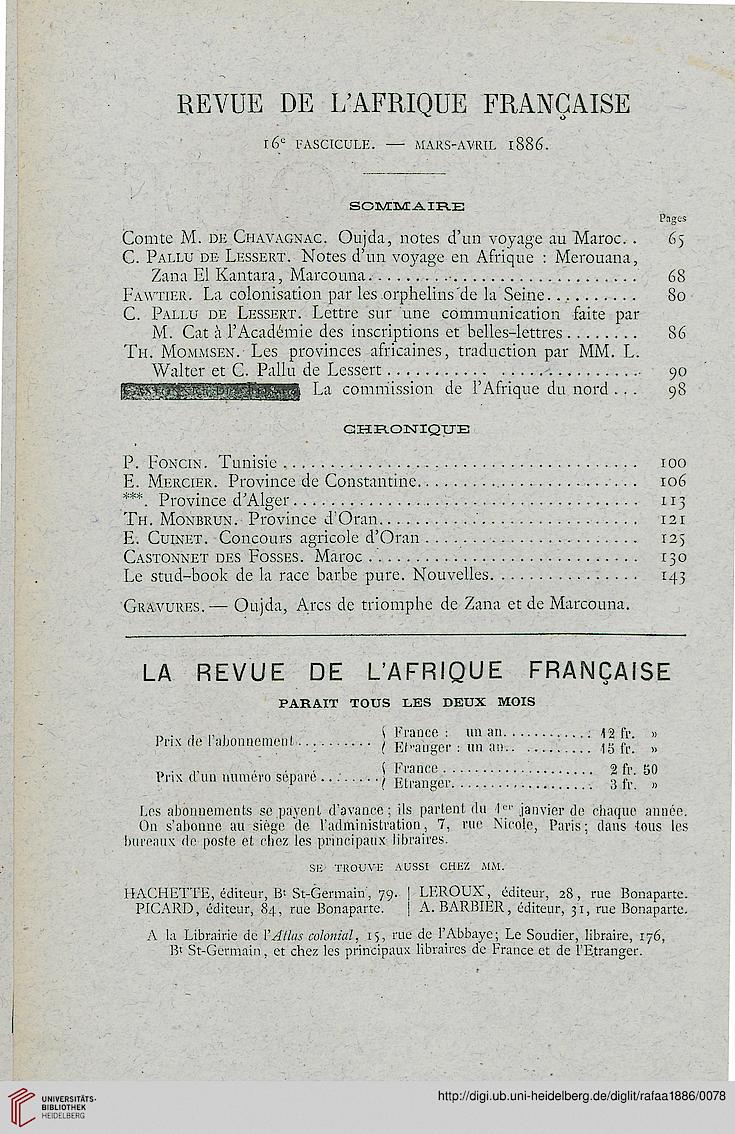 REVUE DE L'AFRIQUE FRANÇAISE
16e FASCICULE. — MARS-AVRIL 1886.
SOMMAIRE
Pages
Comte M. DE CHAVAGNAC. Oujda, notes d'un voyage au Maroc. . 65
C. PALLU DE LESSERT. Notes d'un voyage en Afrique : Merouana,
Zana El Kantara, Marcouna. . . . . . . . . . . . . . . . . . . . . . . . . . . . 68
FAWTIER. La colonisation par les orphelins de la Seine. . . . . . . . . . 80
C. PALLU DE LESSERT. Lettre sur une communication faite par
M. Cat à l'Académie des inscriptions et belles-lettres . . . . . . . . 86
TH. MOMMSEN. Les provinces africaines, traduction par MM. L.
Walter et C. Pallu de Lessert . . . . . . . . . . . . . . . . . . . . . . . . . . 90
La commission de l'Afrique du nord . . . 98
CHRONIQUE
P. FONCIN. Tunisie . . . . . . . . . . . . . . . . . . . . . . . . . . . . . . . . . . . . . 100
E. MERCIER. Province de Constantine. . . . . . . . . . . . . . . . . . . . . . . 106
***. Province d'Alger . . . . . . . . . . . . . . . . . . . . . . . . . . . . . . . . . . . . 113
TH. MONBRUN. Province d'Oran. . . . . . . . . . . . . . . . . . . . . . . . . . . 121
E. CUINET. Concours agricole d'Oran . . . . . . . . . . . . . . . . . . . . . . 125
CASTONNET DES FOSSES. Maroc . . . . . . . . . . . . . . . . . . . . . . . . . . . . 130
Le stud-book de la race barbe pure. Nouvelles. . . . . . . . . . . . . . . . 143
GRAVURES. — Oujda, Arcs de triomphe de Zana et de Marcouna.
LA REVUE DE L'AFRIQUE FRANÇAISE
PARAIT TOUS LES DEUX MOIS
Prix de l'abonnement . . . . . . . . . . { France : un an. . . . . . . . . . . : 12 fr. »
{ Etranger : un an. . . . . . . . . . . . 15 fr. »
Prix d'un numéro séparé . . . . . . . . { France . . . . . . . . . . . . . . . . . . . . 2 fr. 50
{ Etranger. . . . . . . . . . . . . . . . . . . 3 fr. »
Les abonnements se payent d'avance ; ils partent du 1er janvier de chaque année.
On s'abonne au siège de l'administration, 7, rue Nicole, Paris ; dans tous les
bureaux de poste et chez les principaux libraires.
SE TROUVE AUSSI CHEZ MM.
HACHETTE, éditeur, Bt St-Germain, 79. | LEROUX, éditeur, 28, rue Bonaparte.
PICARD, éditeur, 84, rue Bonaparte. | A. BARBIER, éditeur, 31, rue Bonaparte.
A la Librairie de l'Atlas colonial, 15, rue de l'Abbaye ; Le Soudier, libraire, 176,
Bt St-Germain, et chez les principaux libraires de France et de l'Etranger.
UNIVERSITÄTS-
BIBLIOTHEK
HEIDELBERG
http://digi.ub.uni-heidelberg.de/diglit/rafaa1886/0078